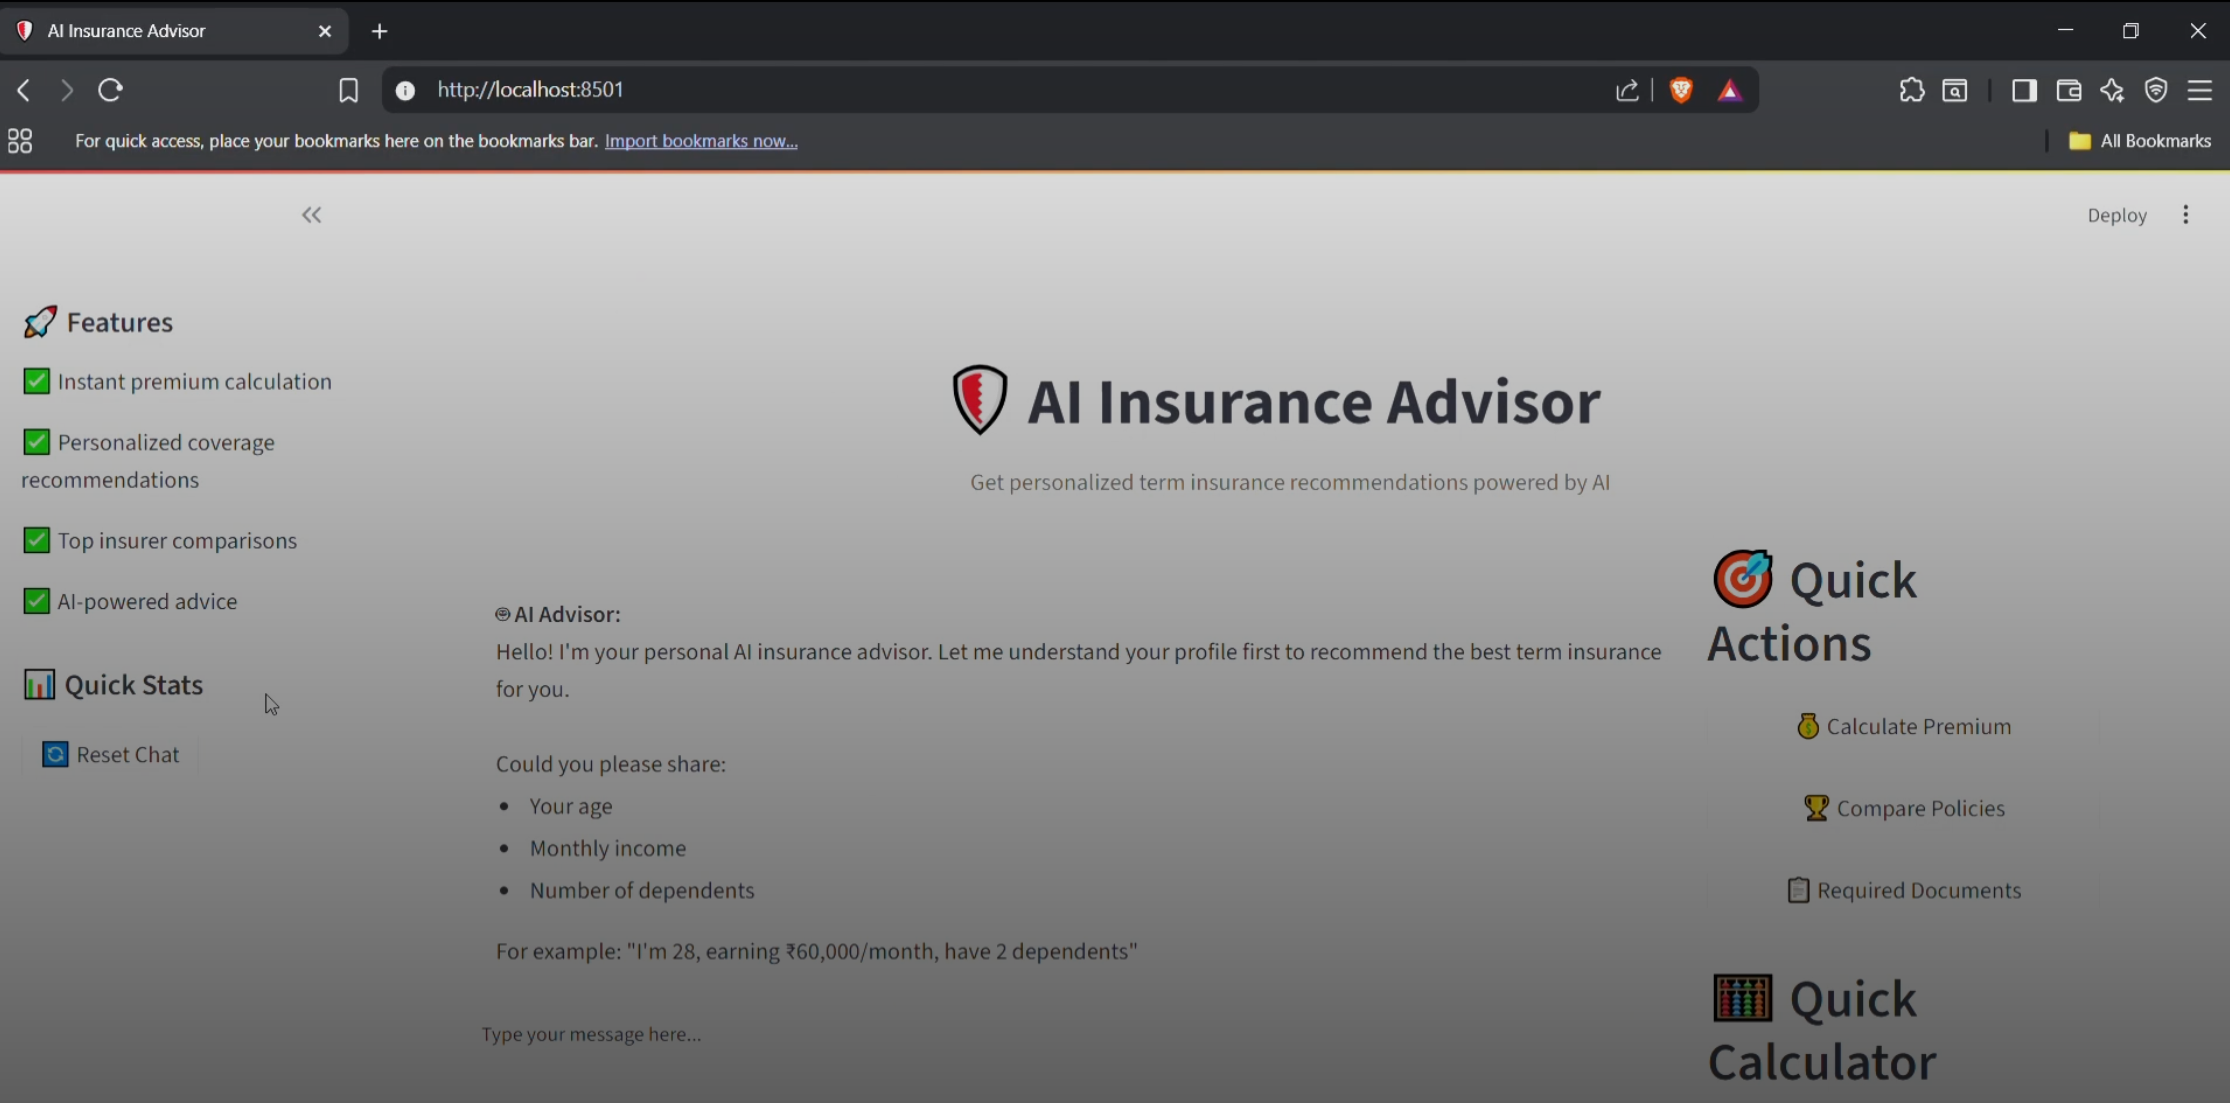 AI Insurance Advisor
http://localhost:8501
For quick access, place your bookmarks here on the bookmarks bar. Import bookmarks now...
All Bookmarks
Deploy
Features
Instant premium calculation
Personalized coverage
recommendations
Top insurer comparisons
AI-powered advice
Quick Stats
Reset Chat
AI Insurance Advisor
Get personalized term insurance recommendations powered by AI
AI Advisor:
Hello! I'm your personal AI insurance advisor. Let me understand your profile first to recommend the best term insurance
for you.
Could you please share:
• Your age
• Monthly income
• Number of dependents
For example: "I'm 28, earning ₹60,000/month, have 2 dependents"
Type your message here...
Quick
Actions
Calculate Premium
Compare Policies
Required Documents
Quick
Calculator